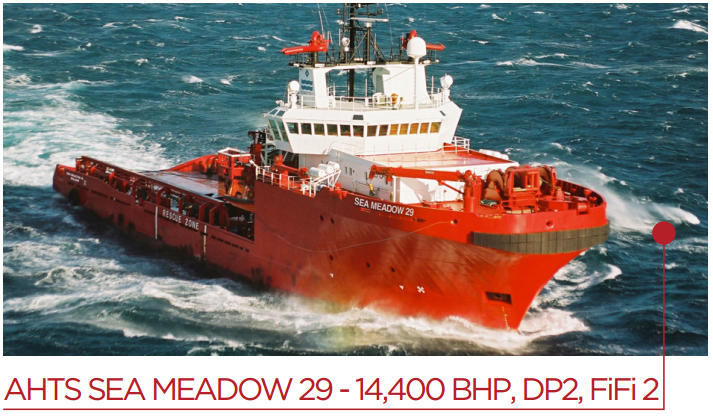 SEA MEADOW 29
RESCUE ZONE
AHTS SEA MEADOW 29 - 14,400 BHP, DP2, FiFi 2